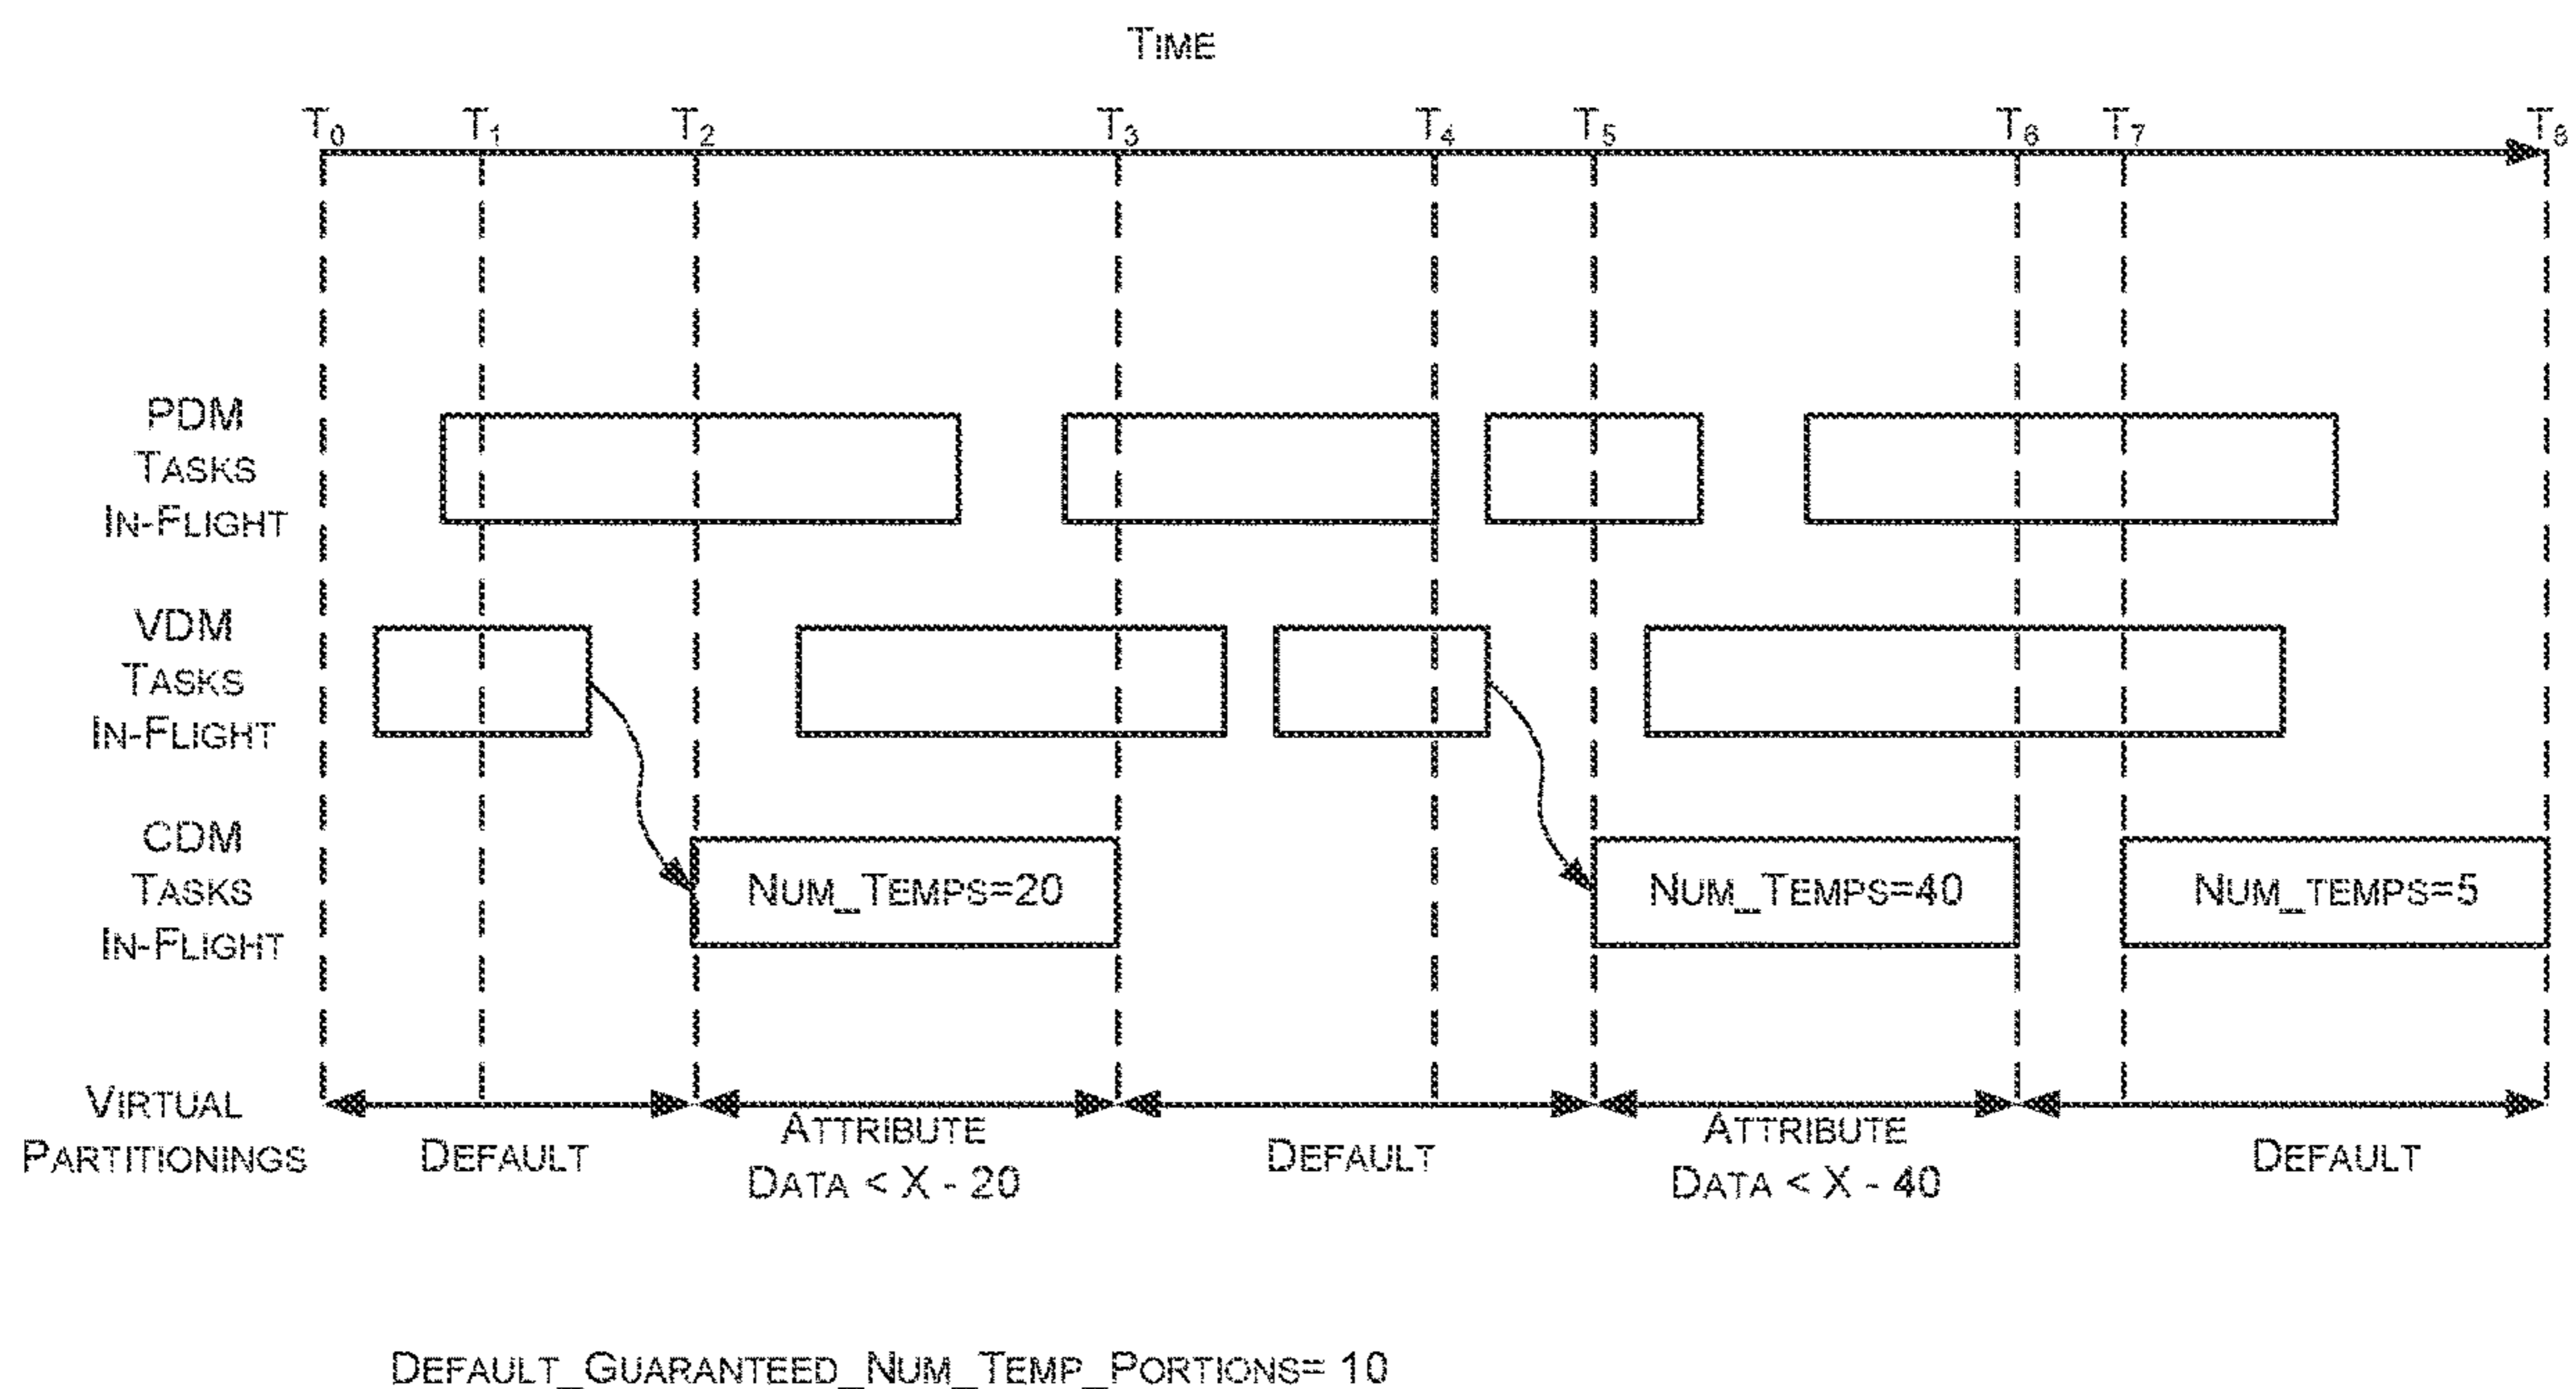 TIME
T0 T1 T2 T3 T4 T5 T6 T7 T8
PDM
TASKS
IN-FLIGHT
VDM
TASKS
IN-FLIGHT
CDM
TASKS
IN-FLIGHT
NUM_TEMPS=20 NUM_TEMPS=40 NUM_TEMPS=5
VIRTUAL
PARTITIONINGS
DEFAULT
ATTRIBUTE
DATA < X - 20
DEFAULT
ATTRIBUTE
DATA < X - 40
DEFAULT
DEFAULT_GUARANTEED_NUM_TEMP_PORTIONS= 10